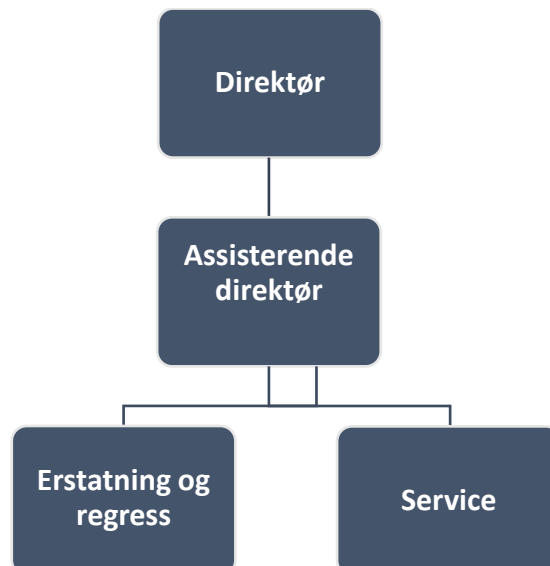 Direktør
Assisterende
direktør
Erstatning og
regress
Service